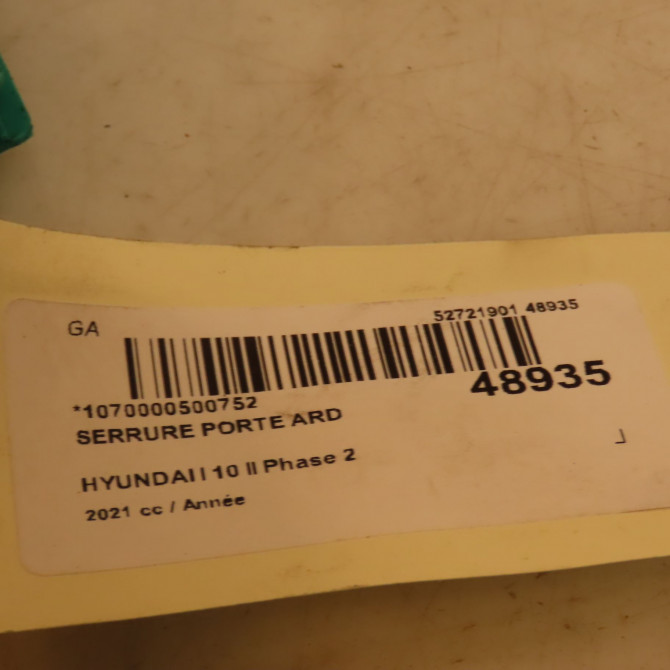 GA
52721901 48935
48935
*1070000500752
SERRURE PORTE ARD
HYUNDAI I 10 II Phase 2
2021 cc / Année